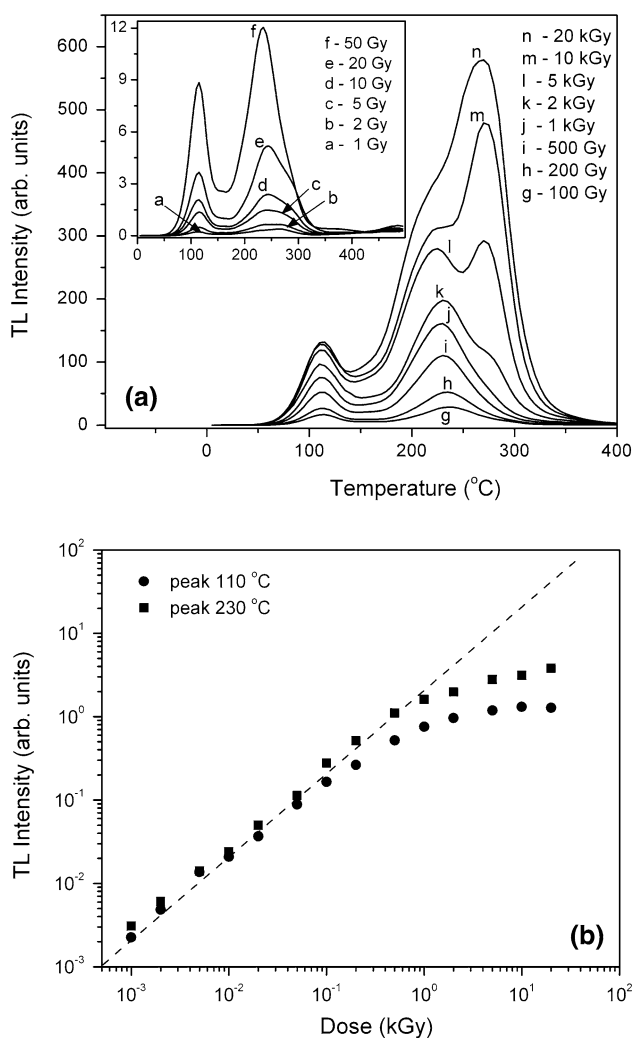 f - 50 Gy
e - 20 Gy
d - 10 Gy
c - 5 Gy
b - 2 Gy
a - 1 Gy
12
9
6
3
0
f
e
d
c
b
a
0 100 200 300 400
n - 20 kGy
m - 10 kGy
l - 5 kGy
k - 2 kGy
j - 1 kGy
i - 500 Gy
h - 200 Gy
g - 100 Gy
n
m
l
k
j
i
h
g
600
500
400
300
200
100
0
TL Intensity (arb. units)
(a)
0 100 200 300 400
Temperature (°C)
peak 110 °C
peak 230 °C
10²
10¹
10⁰
10⁻¹
10⁻²
10⁻³
TL Intensity (arb. units)
(b)
10⁻³ 10⁻² 10⁻¹ 10⁰ 10¹ 10²
Dose (kGy)